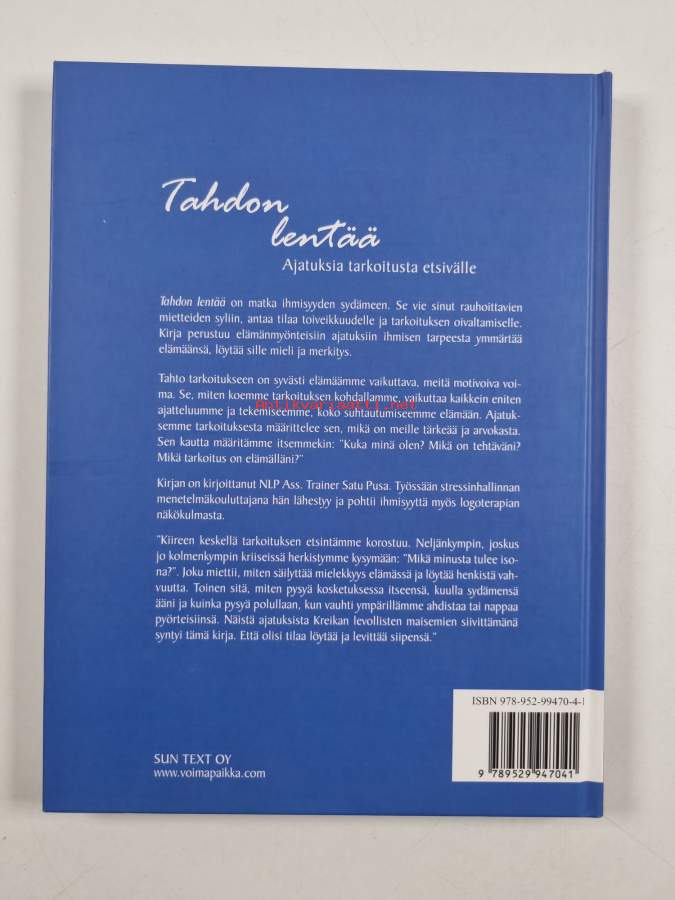 Tahdon
lentää
Ajatuksia tarkoitusta etsivälle
Tahdon lentää on matka ihmisyyden sydämeen. Se vie sinut rauhoittavien
mietteiden syliin, antaa tilaa toiveikkuudelle ja tarkoituksen oivaltamiselle.
Kirja perustuu elämänmyönteisiin ajatuksiin ihmisen tarpeesta ymmärtää
elämäänsä, löytää sille mieli ja merkitys.
Tahto tarkoitukseen on syvästi elämäämme vaikuttava, meitä motivoiva voi-
ma. Se, miten koemme tarkoituksen kohdallamme, vaikuttaa kaikkein eniten
ajatteluumme ja tekemiseemme, koko suhtautumiseemme elämään. Ajatuk-
semme tarkoituksesta määrittelee sen, mikä on meille tärkeää ja arvokasta.
Sen kautta määritämme itsemmekin: "Kuka minä olen? Mikä on tehtäväni?
Mikä tarkoitus on elämälläni?"
Kirjan on kirjoittanut NLP Ass. Trainer Satu Pusa. Työssään stressinhallinnan
menetelmäkouluttajana hän lähestyy ja pohtii ihmisyyttä myös logoterapian
näkökulmasta.
"Kiireen keskellä tarkoituksen etsintämme korostuu. Neljänkympin, joskus
jo kolmenkympin kriiseissä herkistymme kysymään: "Mikä minusta tulee iso-
na?". Joku miettii, miten säilyttää mielekkyys elämässä ja löytää henkistä vah-
vuutta. Toinen sitä, miten pysyä kosketuksessa itseensä, kuulla sydämensä
ääni ja kuinka pysyä polullaan, kun vauhti ympärillämme ahdistaa tai nappaa
pyörteisiinsä. Näistä ajatuksista Kreikan levollisten maisemien siivittämänä
syntyi tämä kirja. Että olisi tilaa löytää ja levittää siipensä."
Antikvariaatti.net
ISBN 978-952-99470-4-1
9 789529 947041
SUN TEXT OY
www.voimapaikka.com